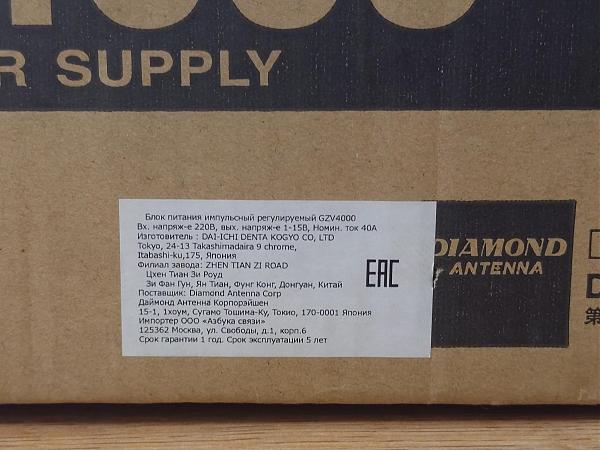 R SUPPLY
Блок питания импульсный регулируемый GZV4000
Вх. напряж-е 220В, вых. напряж-е 1-15В, Номин. ток 40А
Изготовитель : DAI-ICHI DENTA KOGYO CO, LTD
Tokyo, 24-13 Takashimadaira 9 chrome,
Itabashi-ku,175, Япония
Филиал завода: ZHEN TIAN ZI ROAD
Цхен Тиан Зи Роуд
Зи Фан Гун, Ян Тиан, Фунг Конг, Донгуан, Китай
Поставщик: Diamond Antenna Corp
Даймонд Антенна Корпорэйшен
15-1, 1хоум, Сугамо Тошима-Ку, Токио, 170-0001 Япония
Импортер ООО «Азбука связи»
125362 Москва, ул. Свободы, д.1, корп.6
Срок гарантии 1 год. Срок эксплуатации 5 лет
EAC
DIAMOND
ANTENNA
D
第